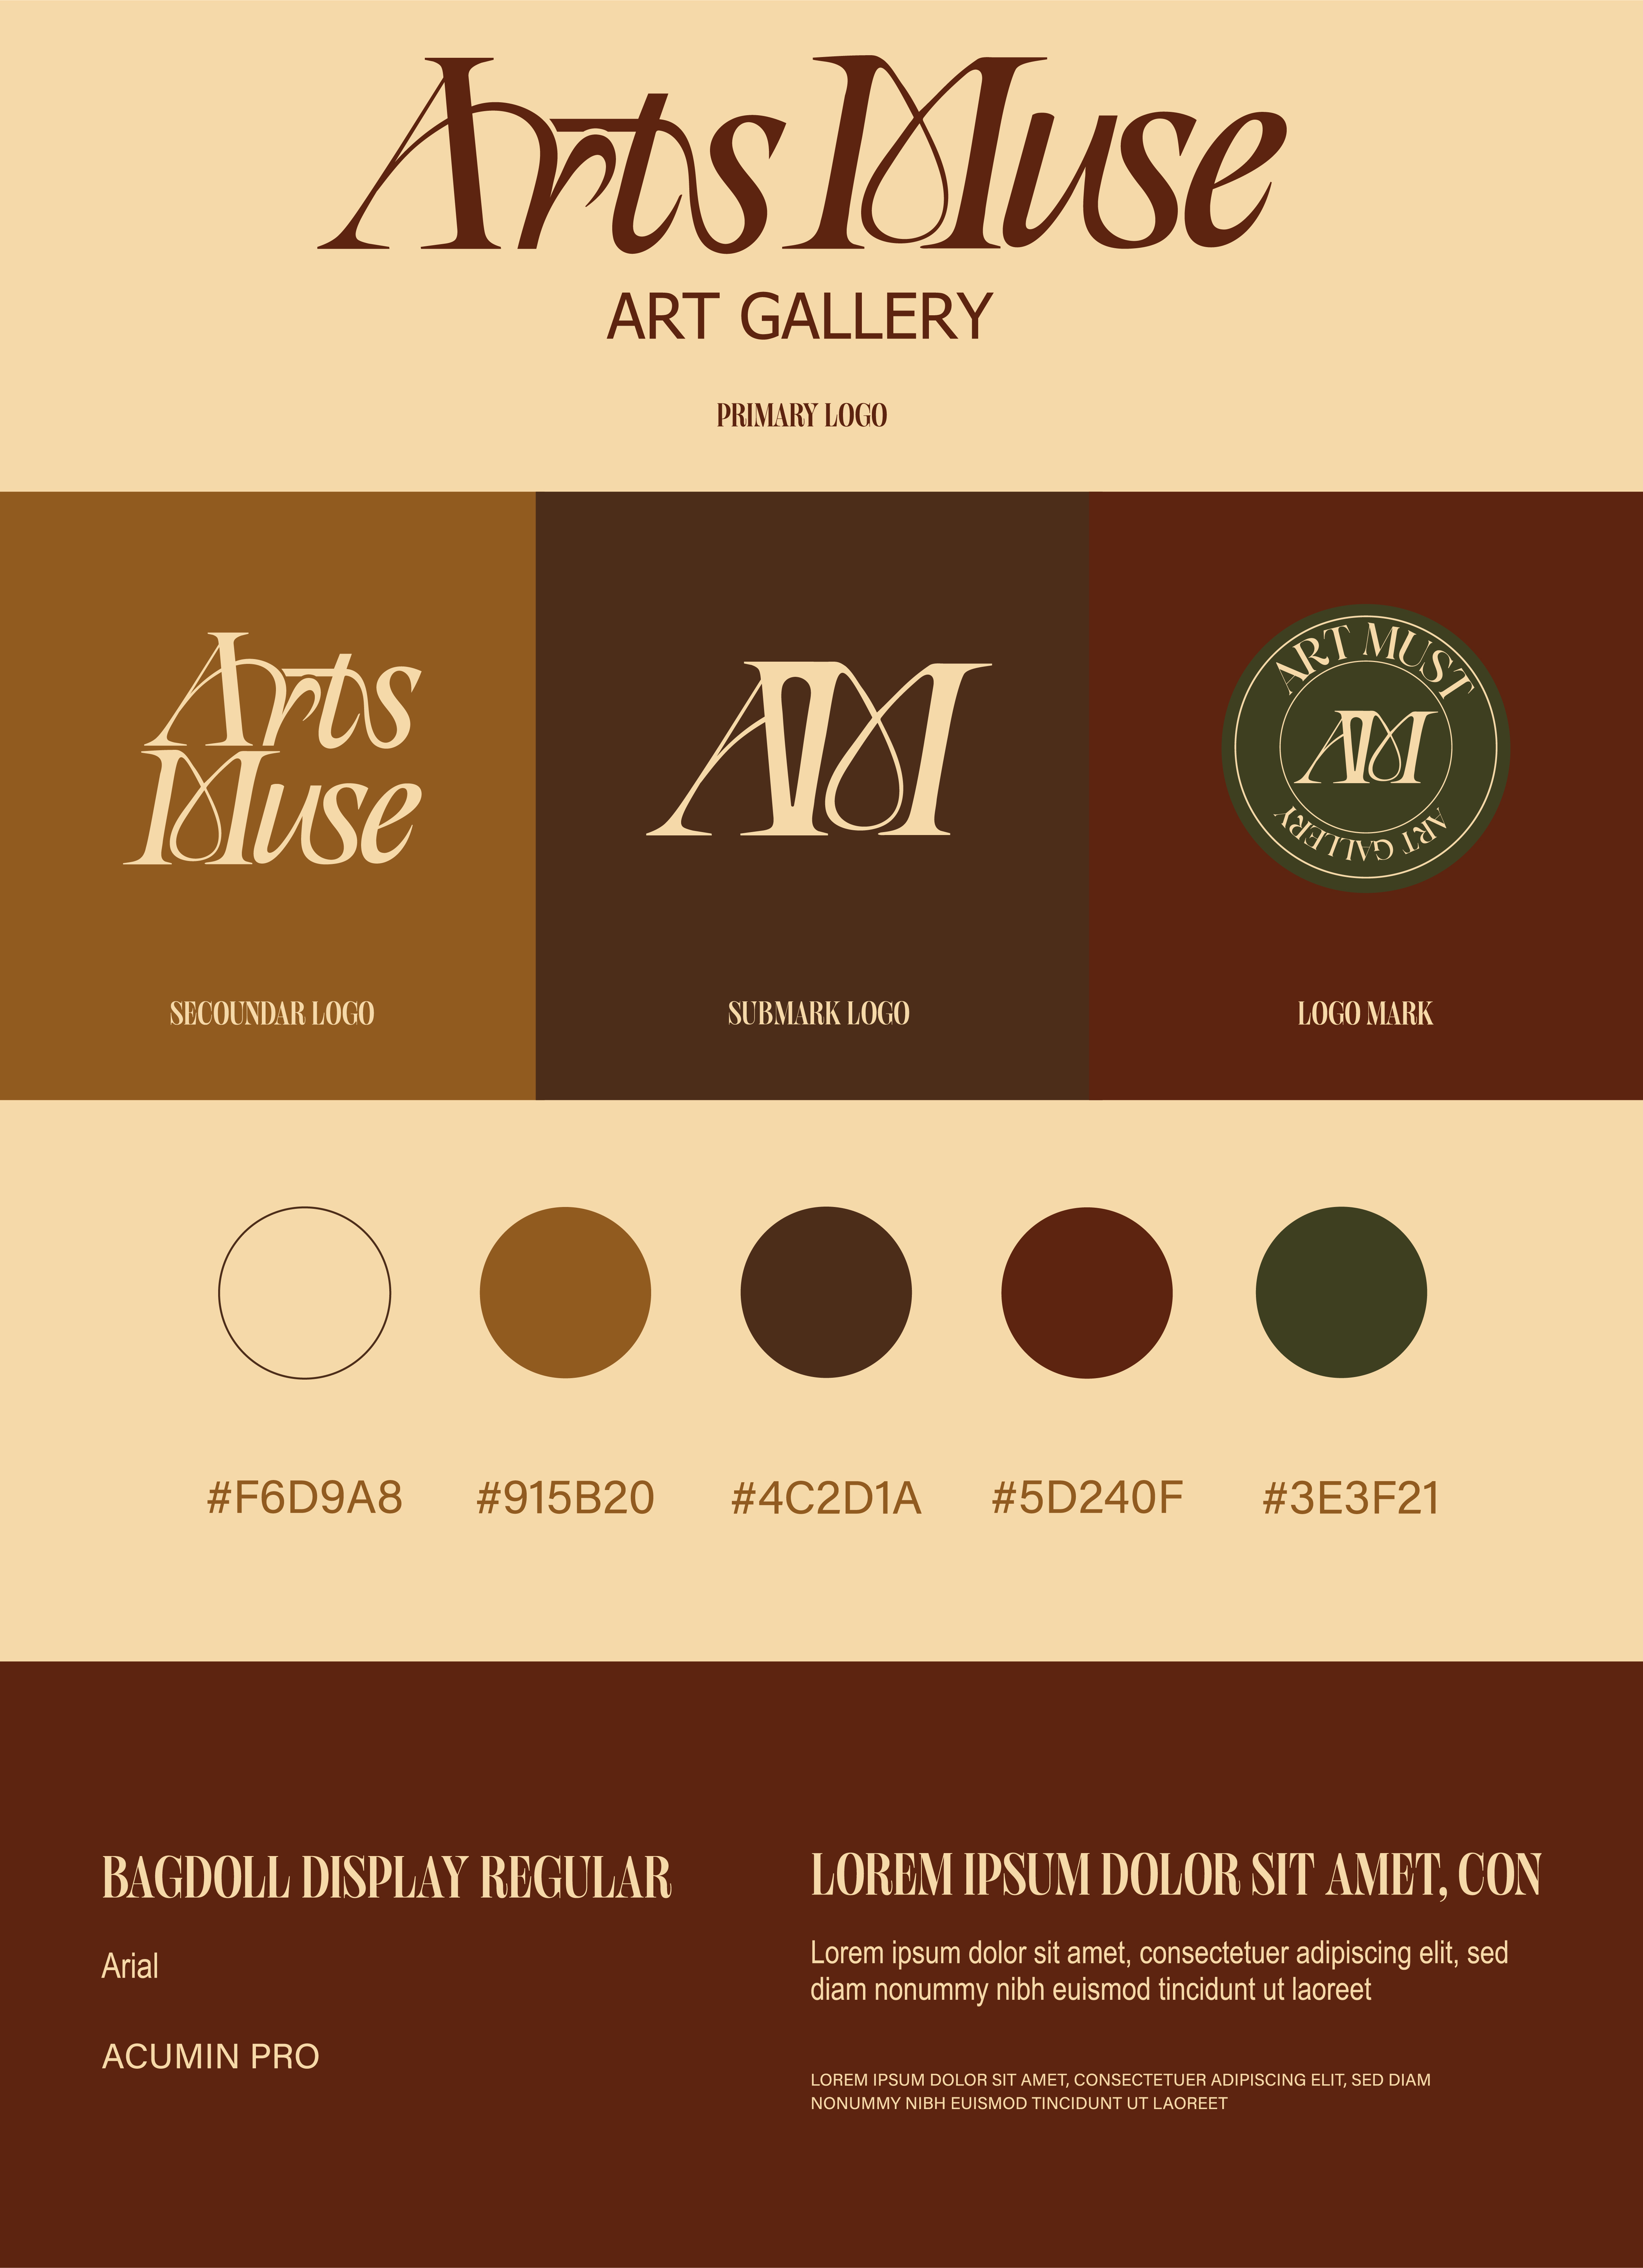 Arts Muse
ART GALLERY
PRIMARY LOGO
Arts
Muse
SECOUNDAR LOGO
AM
SUBMARK LOGO
ART MUST
AM
ART GALLERY
LOGO MARK
#F6D9A8 #915B20 #4C2D1A #5D240F #3E3F21
BAGDOLL DISPLAY REGULAR
Arial
ACUMIN PRO
LOREM IPSUM DOLOR SIT AMET, CON
Lorem ipsum dolor sit amet, consectetuer adipiscing elit, sed
diam nonummy nibh euismod tincidunt ut laoreet
LOREM IPSUM DOLOR SIT AMET, CONSECTETUER ADIPISCING ELIT, SED DIAM
NONUMMY NIBH EUISMOD TINCIDUNT UT LAOREET